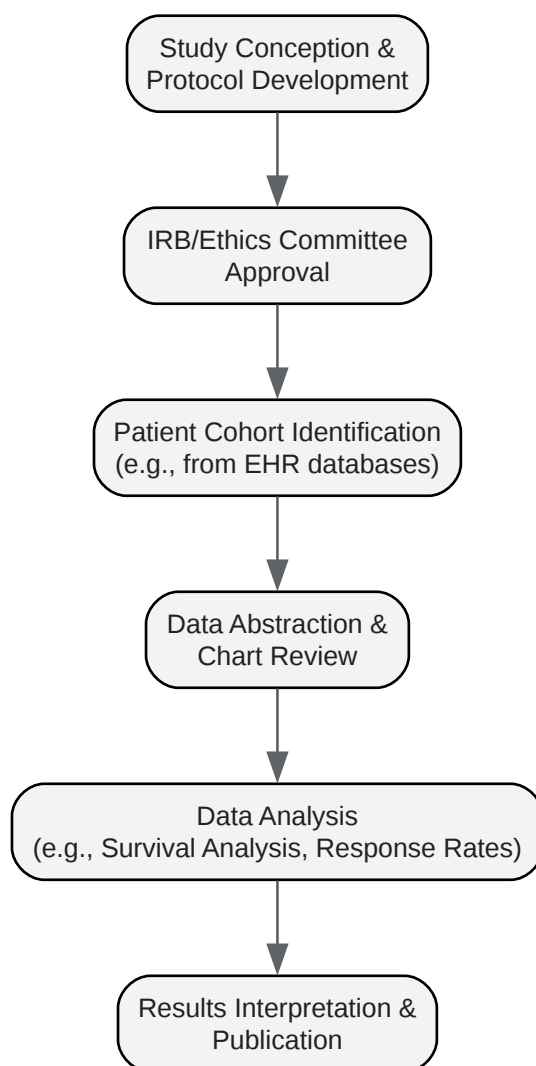 Study Conception &
Protocol Development
IRB/Ethics Committee
Approval
Patient Cohort Identification
(e.g., from EHR databases)
Data Abstraction &
Chart Review
Data Analysis
(e.g., Survival Analysis, Response Rates)
Results Interpretation &
Publication